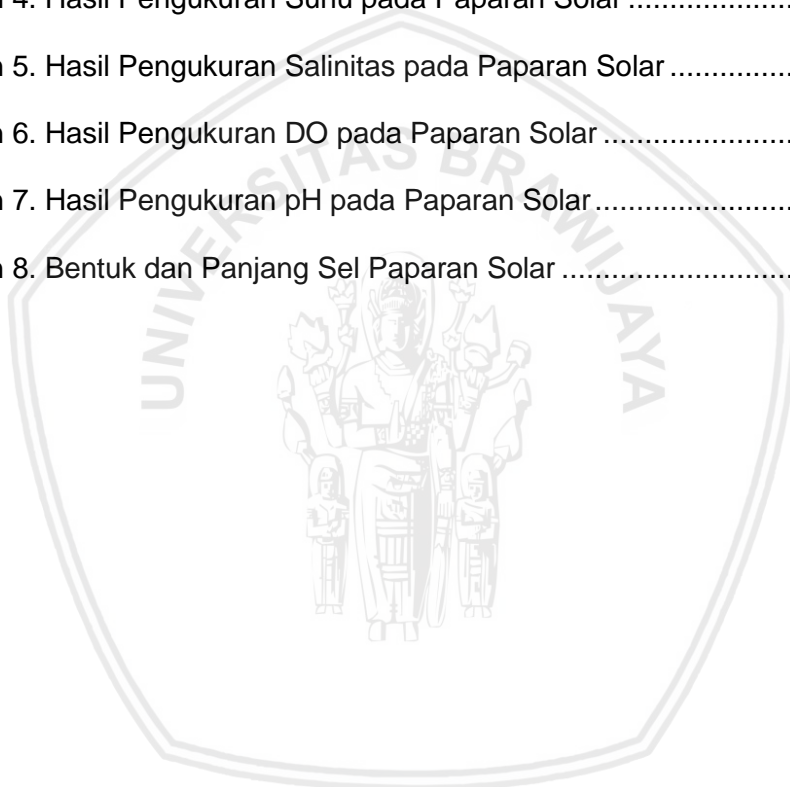 n 4. Hasil Pengukuran Suhu pada Paparan Solar ....................
n 5. Hasil Pengukuran Salinitas pada Paparan Solar ...............
n 6. Hasil Pengukuran DO pada Paparan Solar .......................
n 7. Hasil Pengukuran pH pada Paparan Solar ........................
n 8. Bentuk dan Panjang Sel Paparan Solar ............................
UNIVERSITAS BRAWIJAYA